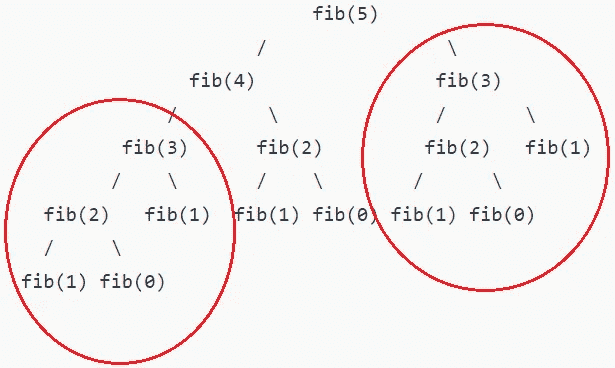 fib(5)
/ \
fib(4) fib(3)
/ \ / \
fib(3) fib(2) fib(2) fib(1)
/ \ / \ / \
fib(2) fib(1) fib(1) fib(0) fib(1) fib(0)
/ \
fib(1) fib(0)